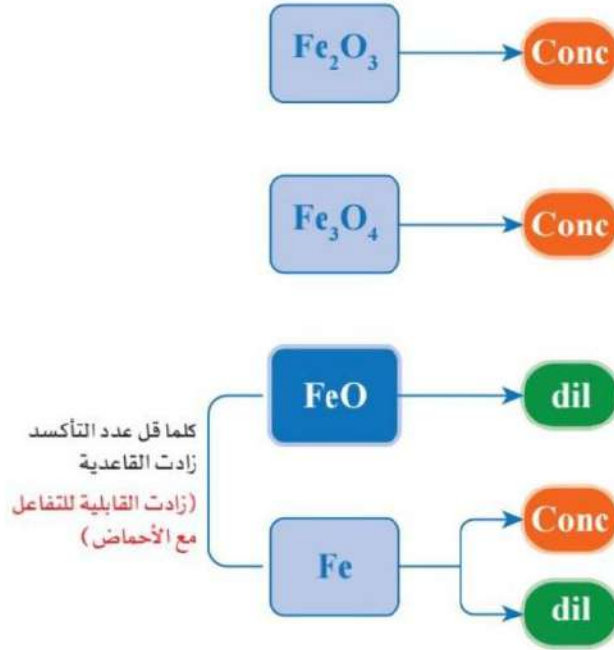 Fe₂O₃
Conc
Fe₃O₄
Conc
FeO
dil
كلما قل عدد التأكسد
زادت القاعدية
(زادت القابلية للتفاعل
مع الأحماض)
Fe
Conc
dil